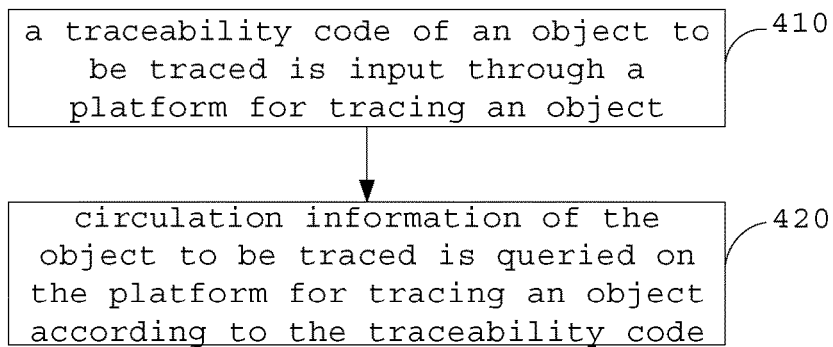 a traceability code of an object to
be traced is input through a
platform for tracing an object
410
circulation information of the
object to be traced is queried on
the platform for tracing an object
according to the traceability code
420